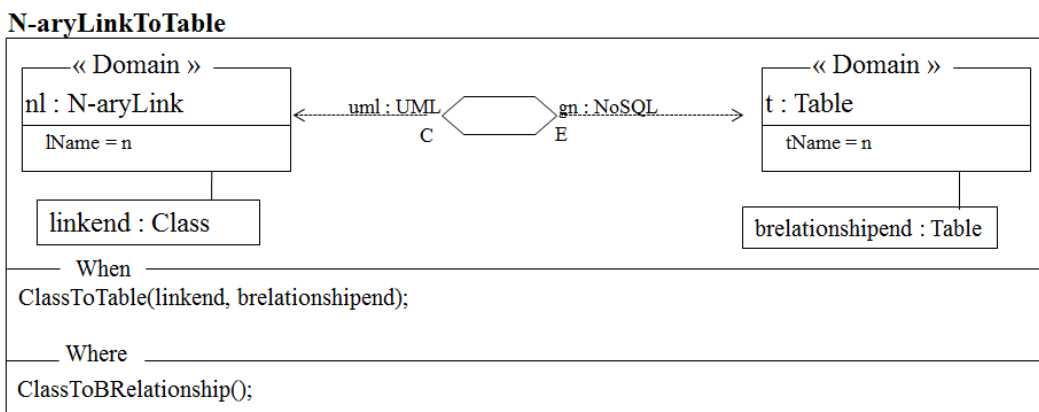 N-aryLinkToTable
« Domain »
nl : N-aryLink
lName = n
linkend : Class
uml : UML
C
gn : NoSQL
E
« Domain »
t : Table
tName = n
brelationshipend : Table
When
ClassToTable(linkend, brelationshipend);
Where
ClassToBRelationship();